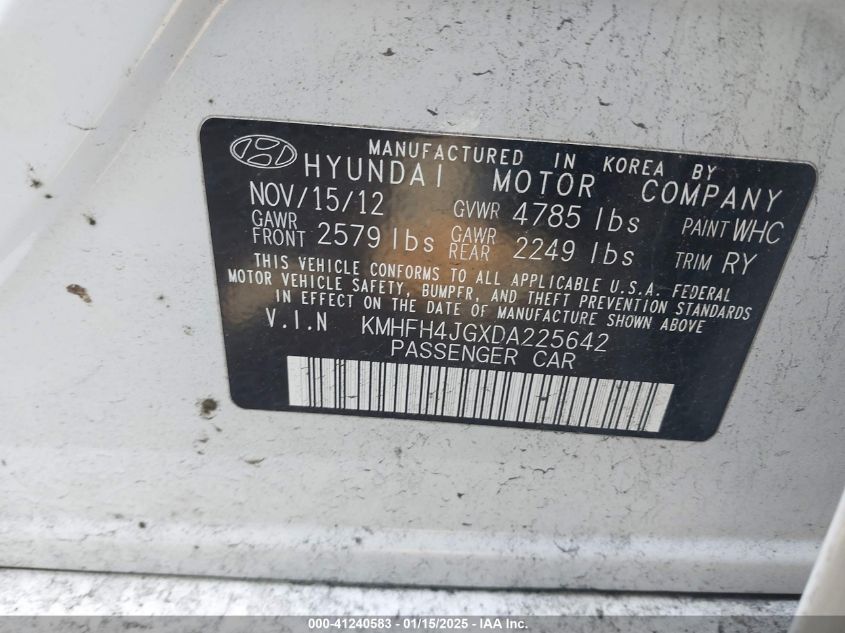 MANUFACTURED IN KOREA BY
HYUNDAI MOTOR COMPANY
NOV/15/12 GVWR 4785 lbs PAINT WHC
GAWR FRONT 2579 lbs GAWR REAR 2249 lbs TRIM RY
THIS VEHICLE CONFORMS TO ALL APPLICABLE U.S.A. FEDERAL
MOTOR VEHICLE SAFETY, BUMPER, AND THEFT PREVENTION STANDARDS
IN EFFECT ON THE DATE OF MANUFACTURE SHOWN ABOVE
V.I.N KMHFH4JGXDA225642
PASSENGER CAR
000-41240583 - 01/15/2025 - IAA Inc.